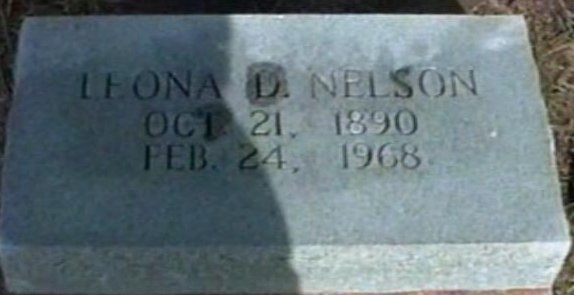 LEONA D. NELSON
OCT. 21, 1890
FEB. 24, 1968